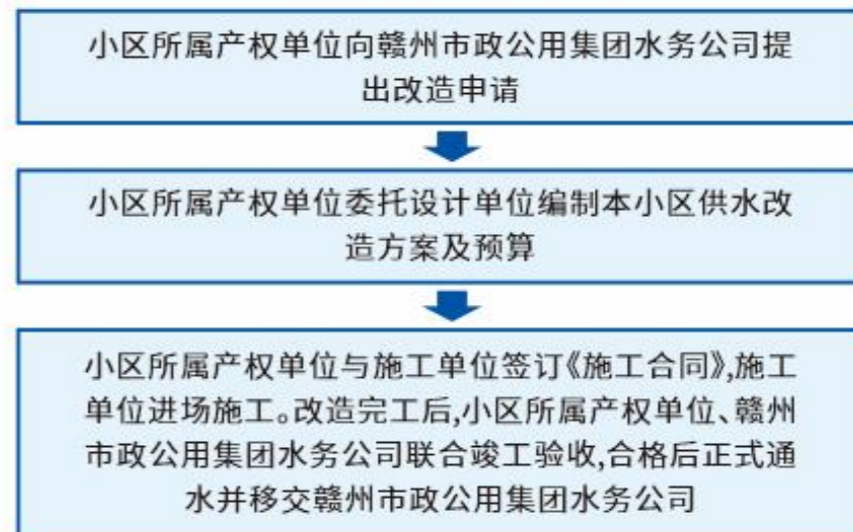 小区所属产权单位向赣州市政公用集团水务公司提
出改造申请
小区所属产权单位委托设计单位编制本小区供水改
造方案及预算
小区所属产权单位与施工单位签订《施工合同》,施工
单位进场施工。改造完工后,小区所属产权单位、赣州
市政公用集团水务公司联合竣工验收,合格后正式通
水并移交赣州市政公用集团水务公司